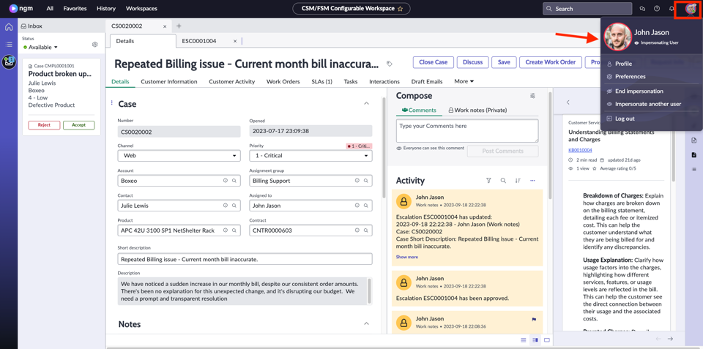 ngm
All
Favorites
History
Workspaces
CSM/FSM Configurable Workspace
Search
Inbox
CS0020002
Status
Available
Details
ESC0001004
Case CMPL0001001
Product broken up...
Julie Lewis
Boxeo
4 - Low
Defective Product
Reject
Accept
Repeated Billing issue - Current month bill inaccura...
Close Case
Discuss
Save
Create Work Order
Details
Customer Information
Customer Activity
Work Orders
SLAs (1)
Tasks
Interactions
Draft Emails
More
Case
Number
CS0020002
Opened
2023-07-17 23:09:38
Channel
Web
Priority
1 - Criti...
1 - Critical
Account
Boxeo
Assignment group
Billing Support
Contact
Julie Lewis
Assigned to
John Jason
Product
APC 42U 3100 SP1 NetShelter Rack
Contract
CNTR0000603
Short description
Repeated Billing issue - Current month bill inaccurate.
Description
We have noticed a sudden increase in our monthly bill, despite our consistent order amounts.
There's been no explanation for this unexpected change, and it's disrupting our budget. We
need a prompt and transparent resolution
Notes
Compose
Comments
Work notes (Private)
Type your Comments here
Everyone can see this comment
Post Comments
Activity
John Jason
Work notes • 2023-09-18 22:22:38
Escalation ESC0001004 has updated:
2023-09-18 22:22:38 - John Jason (Work notes)
Case: CS0020002
Case Short Description: Repeated Billing issue - Current
month bill inaccurate.
Show more
John Jason
Work notes • 2023-09-18 22:22:38
Escalation ESC0001004 has been approved.
John Jason
Work notes • 2023-09-18 22:08:36
John Jason
Impersonating User
Profile
Preferences
End impersonation
Impersonate another user
Log out
Understanding Billing Statements
and Charges
KB0010004
2 min read
updated 21d ago
1 view
Average rating 0/5
Breakdown of Charges: Explain
how charges are broken down
on the billing statement,
detailing each fee or itemized
cost. This can help the
customer understand what
they are being billed for and
identify any discrepancies.
Usage Explanation: Clarify how
usage factors into the charges,
highlighting how different
services, features, or usage
levels are reflected in the bill.
This can help the customer see
the direct connection between
their usage and the associated
costs.